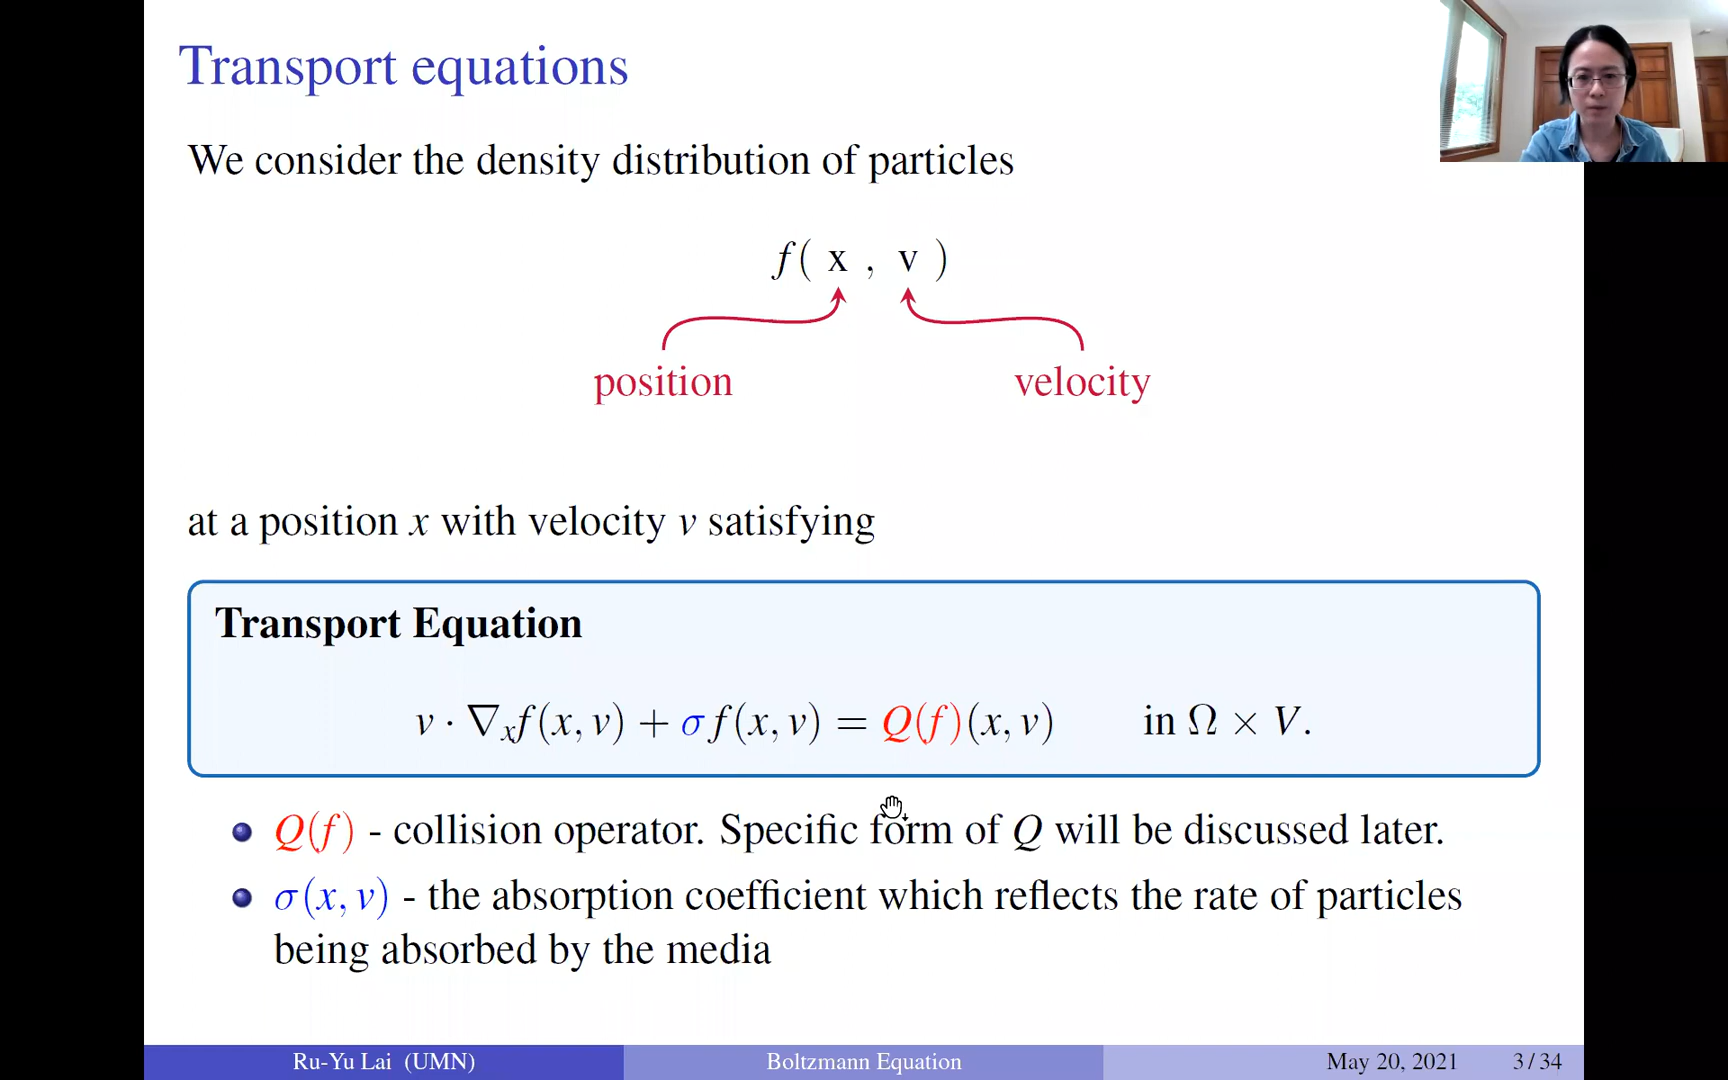 Transport equations
We consider the density distribution of particles
f( x , v )
position velocity
at a position x with velocity v satisfying
Transport Equation
v · ∇ₓf(x, v) + σf(x, v) = Q(f)(x, v) in Ω × V.
Q(f) - collision operator. Specific form of Q will be discussed later.
σ(x, v) - the absorption coefficient which reflects the rate of particles
being absorbed by the media
Ru-Yu Lai (UMN) Boltzmann Equation May 20, 2021 3 / 34